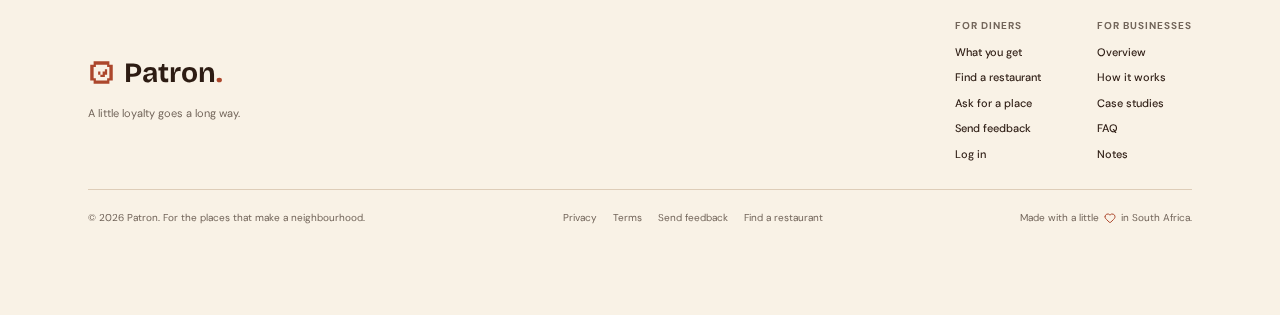 Patron.
A little loyalty goes a long way.
FOR DINERS
What you get
Find a restaurant
Ask for a place
Send feedback
Log in
FOR BUSINESSES
Overview
How it works
Case studies
FAQ
Notes
© 2026 Patron. For the places that make a neighbourhood.
Privacy Terms Send feedback Find a restaurant
Made with a little in South Africa.